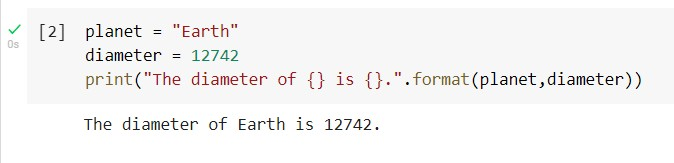 [2] planet = "Earth"
0s diameter = 12742
print("The diameter of {} is {}.".format(planet,diameter))
The diameter of Earth is 12742.